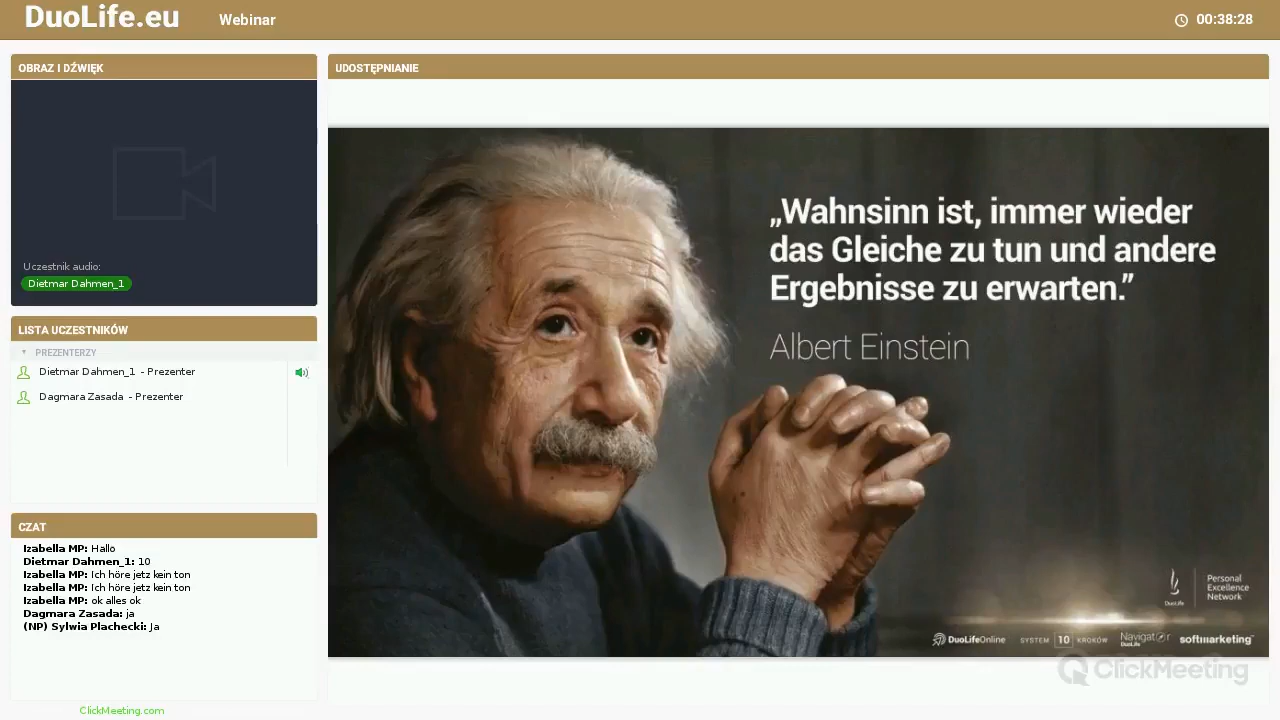 DuoLife.eu
Webinar
00:38:28
OBRAZ I DŹWIĘK
Uczestnik audio:
Dietmar Dahmen_1
LISTA UCZESTNIKÓW
PREZENTERZY
Dietmar Dahmen_1 - Prezenter
Dagmara Zasada - Prezenter
CZAT
Izabella MP: Hallo
Dietmar Dahmen_1: 10
Izabella MP: Ich höre jetz kein ton
Izabella MP: Ich höre jetz kein ton
Izabella MP: ok alles ok
Dagmara Zasada: ja
(NP) Sylwia Plachecki: Ja
ClickMeeting.com
UDOSTĘPNIANIE
„Wahnsinn ist, immer wieder
das Gleiche zu tun und andere
Ergebnisse zu erwarten.”
Albert Einstein
DuoLife
Personal
Excellence
Network
DuoLifeOnline
SYSTEM 10 KROKÓW
Navigator
DuoLife
softmarketing
ClickMeeting